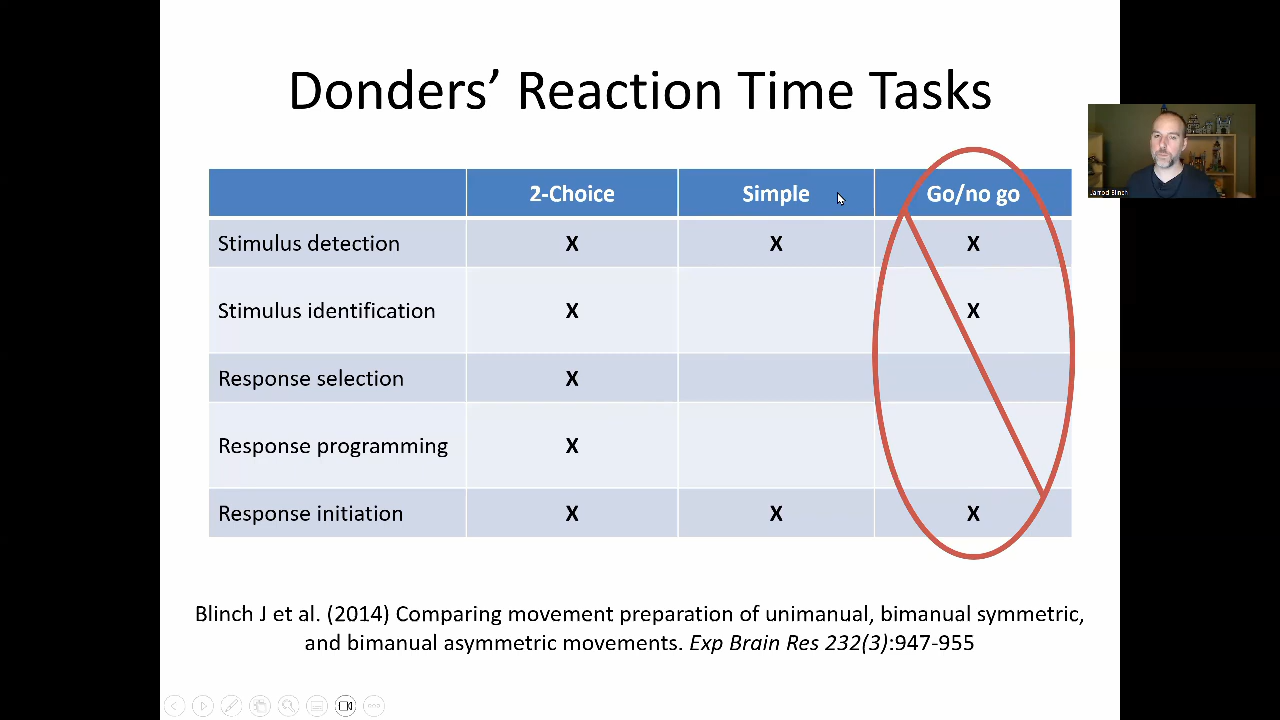 Donders’ Reaction Time Tasks
2-Choice Simple Go/no go
Stimulus detection X X X
Stimulus identification X X
Response selection X
Response programming X
Response initiation X X X
Blinch J et al. (2014) Comparing movement preparation of unimanual, bimanual symmetric,
and bimanual asymmetric movements. Exp Brain Res 232(3):947-955
Jarrod Blinch